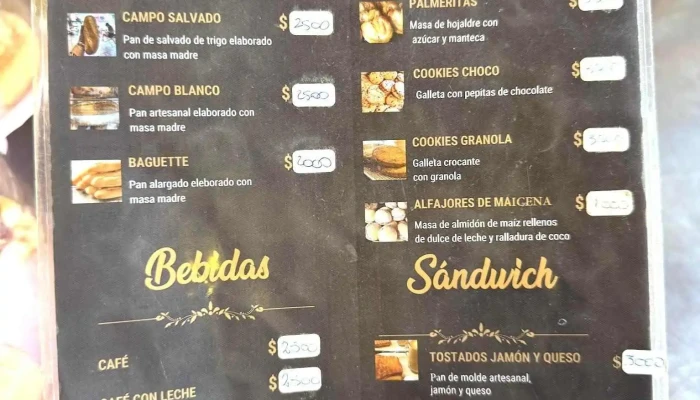 CAMPO SALVADO
$ 2500
Pan de salvado de trigo elaborado
con masa madre
CAMPO BLANCO
$ 2500
Pan artesanal elaborado con
masa madre
BAGUETTE
$ 2000
Pan alargado eleborado con
masa madre
Bebidas
CAFÉ
$ 2300
CAFÉ CON LECHE
$ 2500
PALMERITAS
Masa de hojaldre con
azúcar y manteca
COOKIES CHOCO
$
Galleta con pepitas de chocolate
COOKIES GRANOLA
$
Galleta crocante
con granola
ALFAJORES DE MAIGENA
$
Masa de almidón de maíz rellenos
de dulce de leche y ralladura de coco
Sándwich
TOSTADOS JAMÓN Y QUESO
$ 3000
Pan de molde artesanal,
jamón y queso